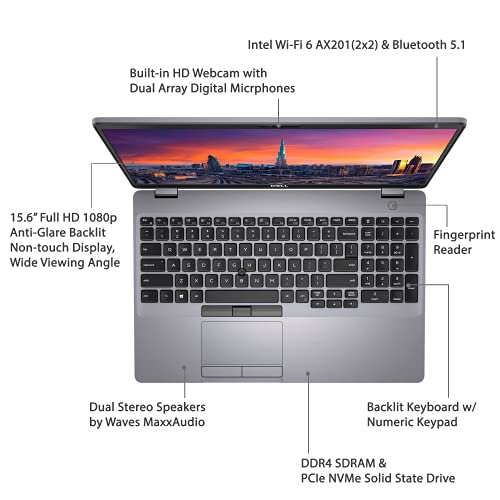 Intel Wi-Fi 6 AX201(2x2) & Bluetooth 5.1
Built-in HD Webcam with
Dual Array Digital Micrphones
DELL
15.6” Full HD 1080p
Anti-Glare Backlit
Non-touch Display,
Wide Viewing Angle
Fingerprint
Reader
Dual Stereo Speakers
by Waves MaxxAudio
Backlit Keyboard w/
Numeric Keypad
DDR4 SDRAM &
PCIe NVMe Solid State Drive